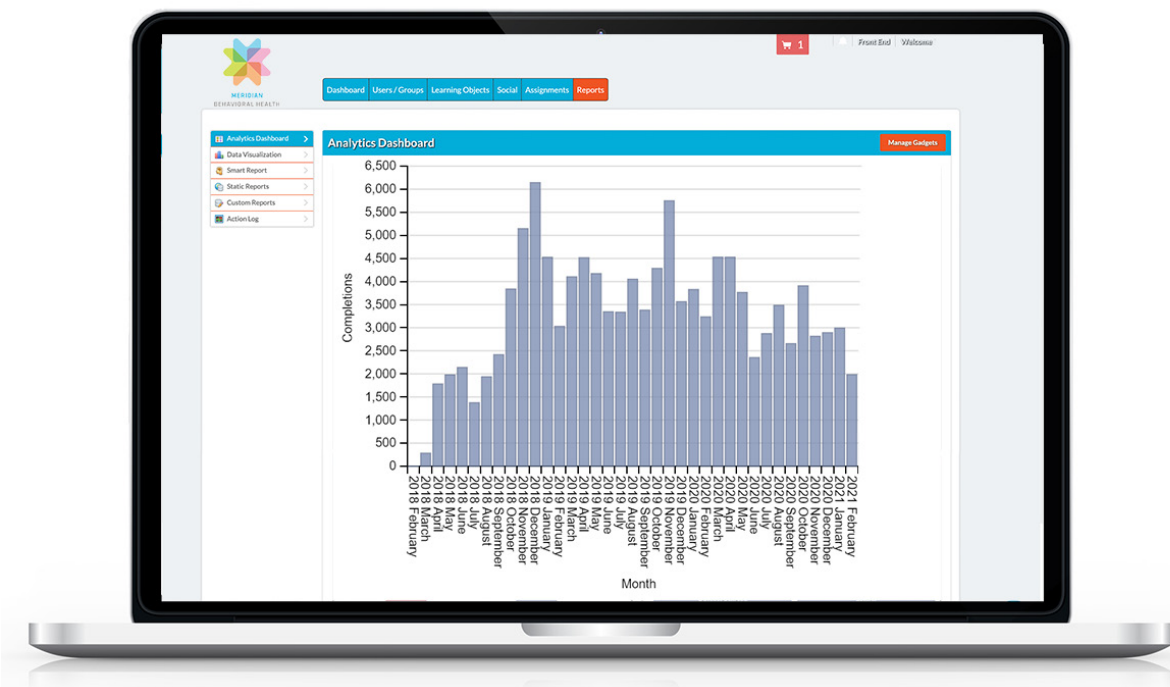 1
Front End
Welcome
MERIDIAN
BEHAVIORAL HEALTH
Dashboard
Users / Groups
Learning Objects
Social
Assignments
Reports
Analytics Dashboard
Data Visualization
Smart Report
Static Reports
Custom Reports
Action Log
Analytics Dashboard
Manage Gadgets
6,500
6,000
5,500
5,000
4,500
4,000
3,500
3,000
2,500
2,000
1,500
1,000
500
0
Completions
2018 February
2018 March
2018 April
2018 May
2018 June
2018 July
2018 August
2018 September
2018 October
2018 November
2018 December
2019 January
2019 February
2019 March
2019 April
2019 May
2019 June
2019 July
2019 August
2019 September
2019 October
2019 November
2019 December
2020 January
2020 February
2020 March
2020 April
2020 May
2020 June
2020 July
2020 August
2020 September
2020 October
2020 November
2020 December
2021 January
2021 February
Month